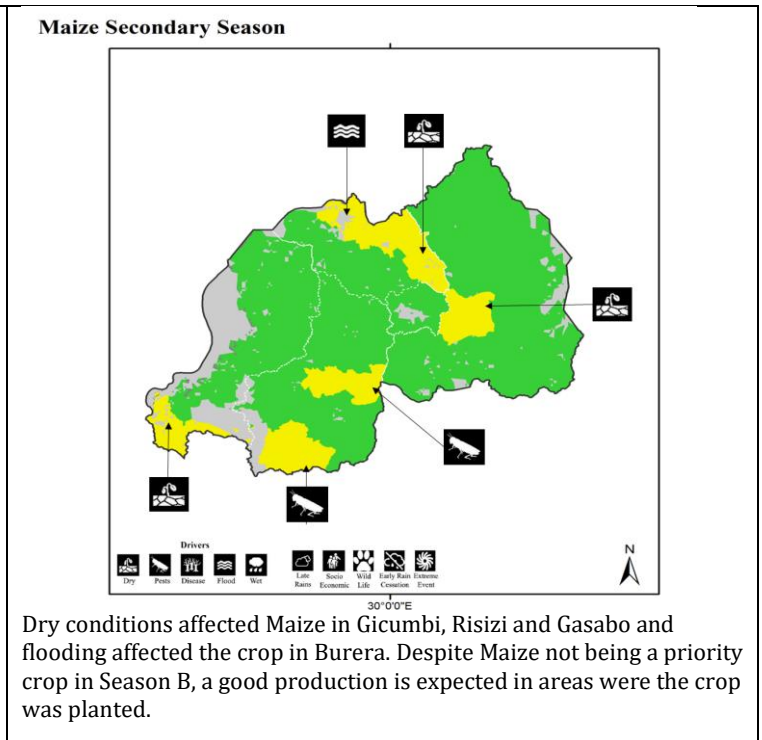 Maize Secondary Season
Drivers
Dry
Pests
Disease
Flood
Wet
Late
Rains
Socio
Economic
Wild
Life
Early Rain
Cessation
Extreme
Event
N
30°0'0"E
Dry conditions affected Maize in Gicumbi, Risizi and Gasabo and
flooding affected the crop in Burera. Despite Maize not being a priority
crop in Season B, a good production is expected in areas were the crop
was planted.